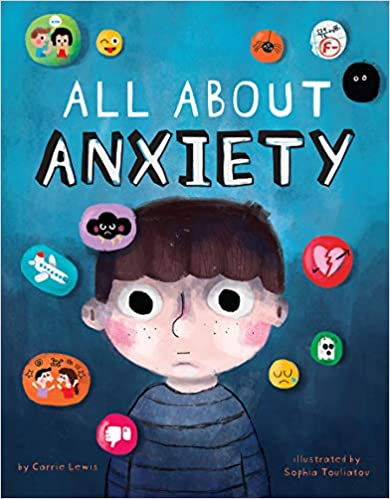 F-
ALL ABOUT
ANXIETY
by Carrie Lewis
illustrated by
Sophia Touliatou